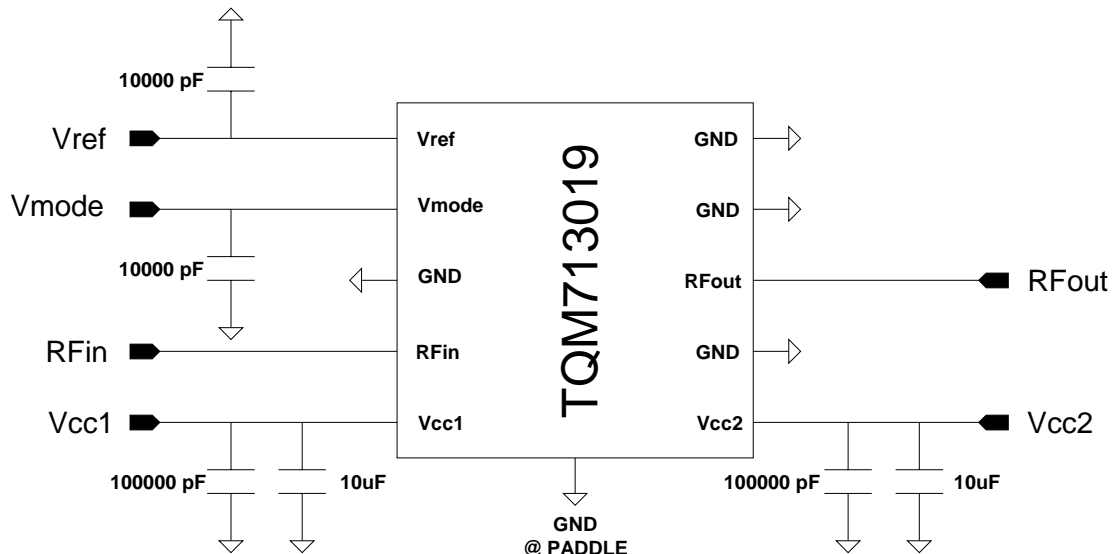 10000 pF
Vref
Vref
GND
Vmode
Vmode
GND
10000 pF
GND
TQM713019
RFout
RFout
RFin
RFin
GND
Vcc1
Vcc1
Vcc2
Vcc2
100000 pF
10uF
100000 pF
10uF
GND
@ PADDLE